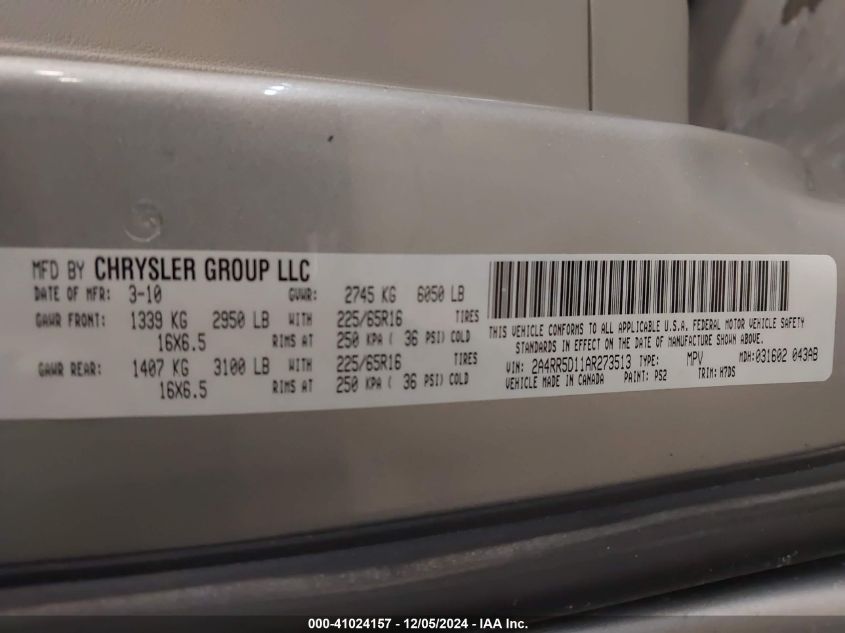 MFD BY CHRYSLER GROUP LLC
DATE OF MFR: 3-10 GVWR: 2745 KG 6050 LB
GAWR FRONT: 1339 KG 2950 LB WITH 225/65R16 TIRES
16X6.5 RIMS AT 250 KPA ( 36 PSI) COLD
GAWR REAR: 1407 KG 3100 LB WITH 225/65R16 TIRES
16X6.5 RIMS AT 250 KPA ( 36 PSI) COLD
THIS VEHICLE CONFORMS TO ALL APPLICABLE U.S.A. FEDERAL MOTOR VEHICLE SAFETY
STANDARDS IN EFFECT ON THE DATE OF MANUFACTURE SHOWN ABOVE.
VIN: 2A4RR5D11AR273513 TYPE: MPV MDH:031602 043AB
VEHICLE MADE IN CANADA PAINT: PS2 TRIM: H7DS
000-41024157 - 12/05/2024 - IAA Inc.